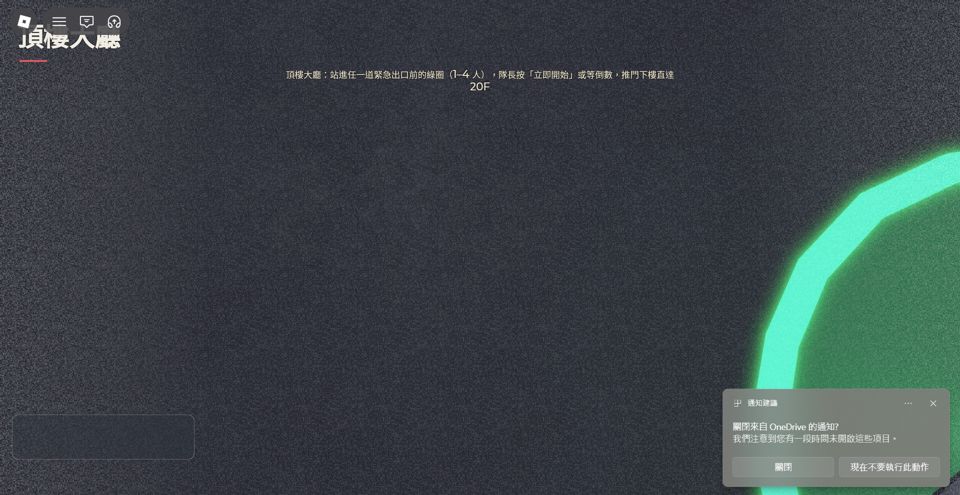 頂樓大廳
頂樓大廳：站進任一道緊急出口前的綠圈（1–4 人），隊長按「立即開始」或等倒數，推門下樓直達
20F
通知建議
關閉來自 OneDrive 的通知?
我們注意到您有一段時間未開啟這些項目。
關閉
現在不要執行此動作